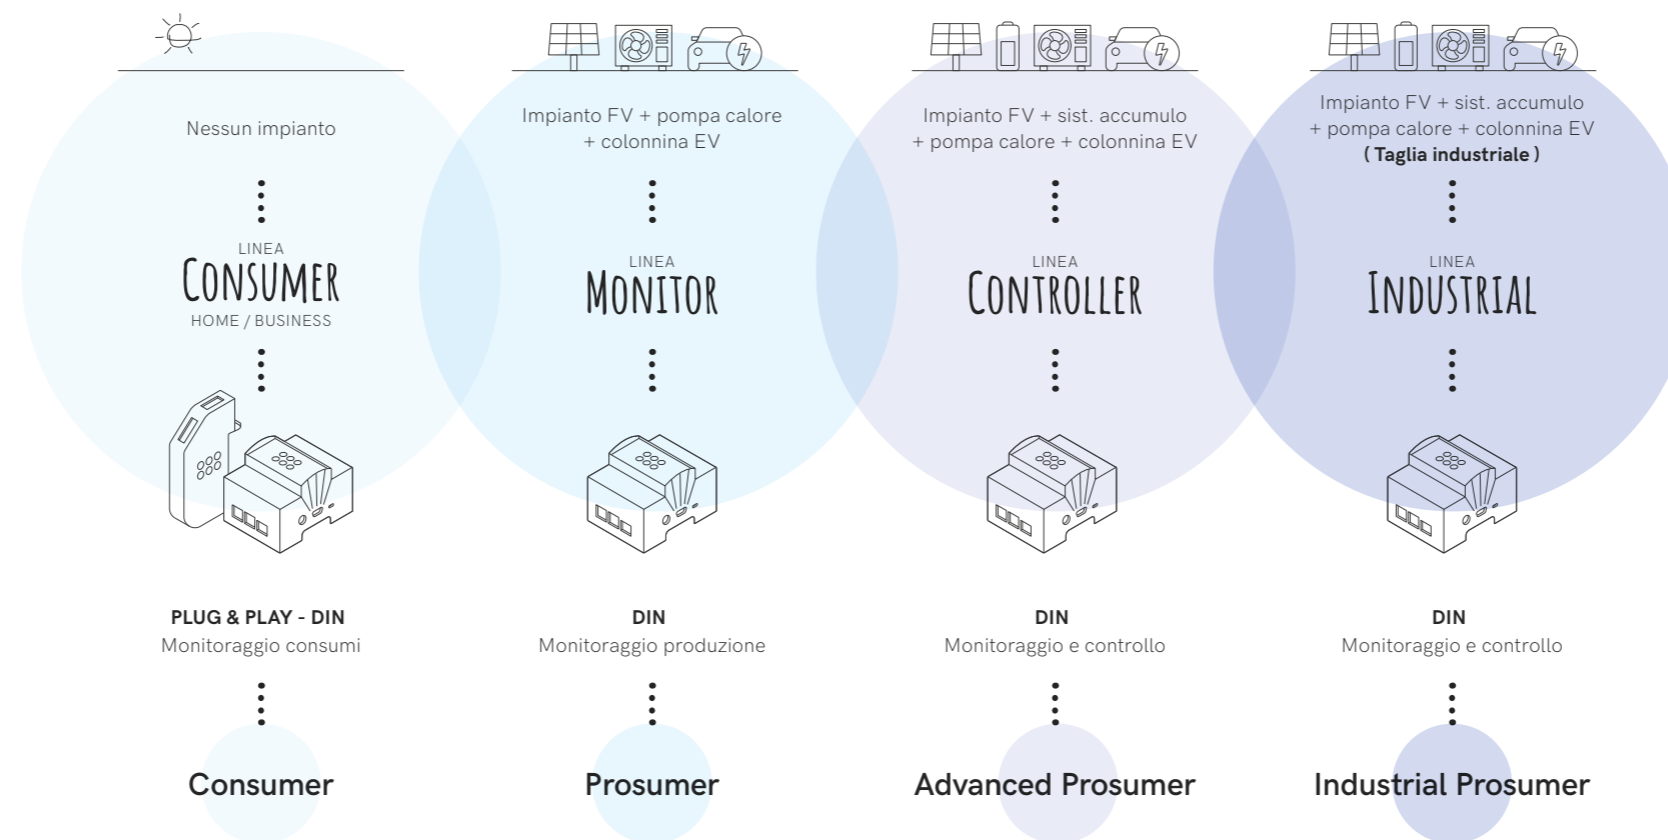 Nessun impianto
LINEA
CONSUMER
HOME / BUSINESS
PLUG & PLAY - DIN
Monitoraggio consumi
Consumer
Impianto FV + pompa calore
+ colonnina EV
LINEA
MONITOR
DIN
Monitoraggio produzione
Prosumer
Impianto FV + sist. accumulo
+ pompa calore + colonnina EV
LINEA
CONTROLLER
DIN
Monitoraggio e controllo
Advanced Prosumer
Impianto FV + sist. accumulo
+ pompa calore + colonnina EV
( Taglia industriale )
LINEA
INDUSTRIAL
DIN
Monitoraggio e controllo
Industrial Prosumer